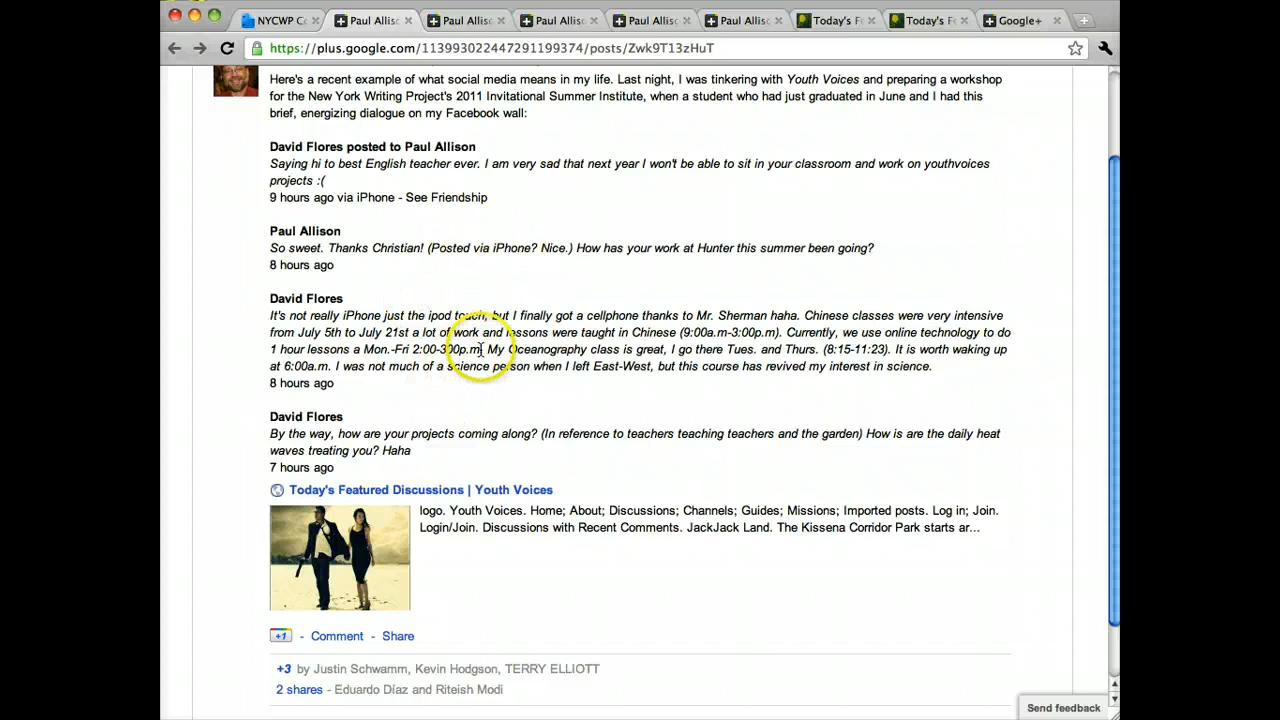 NYCWP C
Paul Alliso
Paul Allison C
Paul Alliso
Paul Alliso
Paul Alliso
Today's F
Today's F
Google+
https://plus.google.com/113993022447291199374/posts/Zwk9T13zHuT
Here's a recent example of what social media means in my life. Last night, I was tinkering with Youth Voices and preparing a workshop
for the New York Writing Project's 2011 Invitational Summer Institute, when a student who had just graduated in June and I had this
brief, energizing dialogue on my Facebook wall:
David Flores posted to Paul Allison
Saying hi to best English teacher ever. I am very sad that next year I won't be able to sit in your classroom and work on youthvoices
projects :(
9 hours ago via iPhone - See Friendship
Paul Allison
So sweet. Thanks Christian! (Posted via iPhone? Nice.) How has your work at Hunter this summer been going?
8 hours ago
David Flores
It's not really iPhone just the ipod touch, but I finally got a cellphone thanks to Mr. Sherman haha. Chinese classes were very intensive
from July 5th to July 21st a lot of work and lessons were taught in Chinese (9:00a.m-3:00p.m). Currently, we use online technology to do
1 hour lessons a Mon.-Fri 2:00-300p.m. My Oceanography class is great, I go there Tues. and Thurs. (8:15-11:23). It is worth waking up
at 6:00a.m. I was not much of a science person when I left East-West, but this course has revived my interest in science.
8 hours ago
David Flores
By the way, how are your projects coming along? (In reference to teachers teaching teachers and the garden) How is are the daily heat
waves treating you? Haha
7 hours ago
Today's Featured Discussions | Youth Voices
logo. Youth Voices. Home; About; Discussions; Channels; Guides; Missions; Imported posts. Log in; Join.
Login/Join. Discussions with Recent Comments. JackJack Land. The Kissena Corridor Park starts ar...
+1 - Comment - Share
+3 by Justin Schwamm, Kevin Hodgson, TERRY ELLIOTT
2 shares - Eduardo Díaz and Riteish Modi
Send feedback